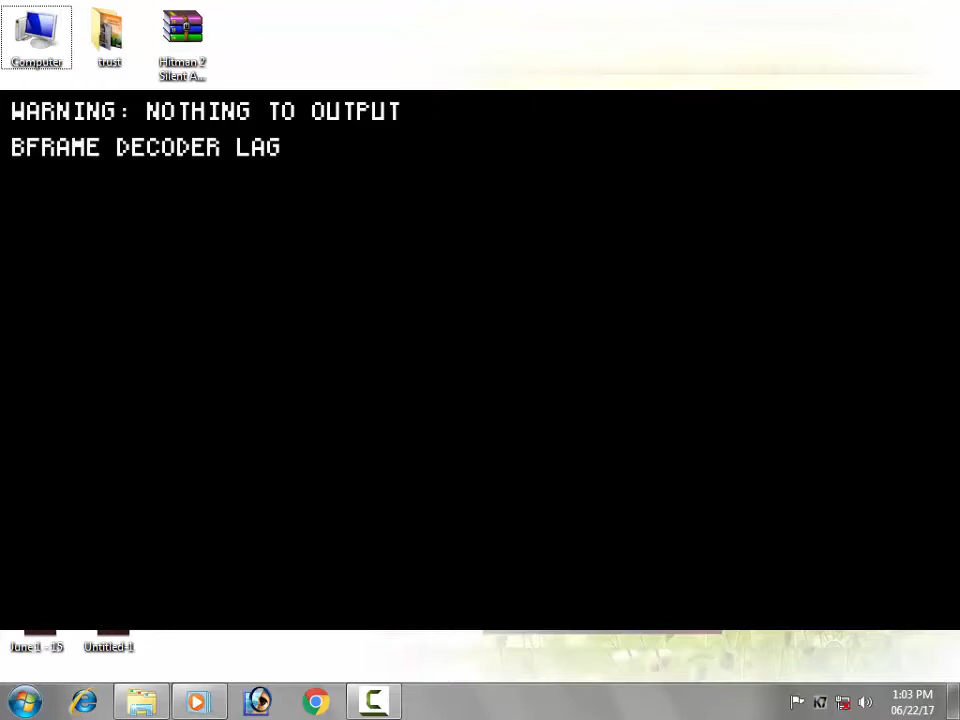 Computer
trust
Hitman 2
Silent A...
WARNING: NOTHING TO OUTPUT
BFRAME DECODER LAG
June 1 - 15
Untitled-1
K7
1:03 PM
06/22/17